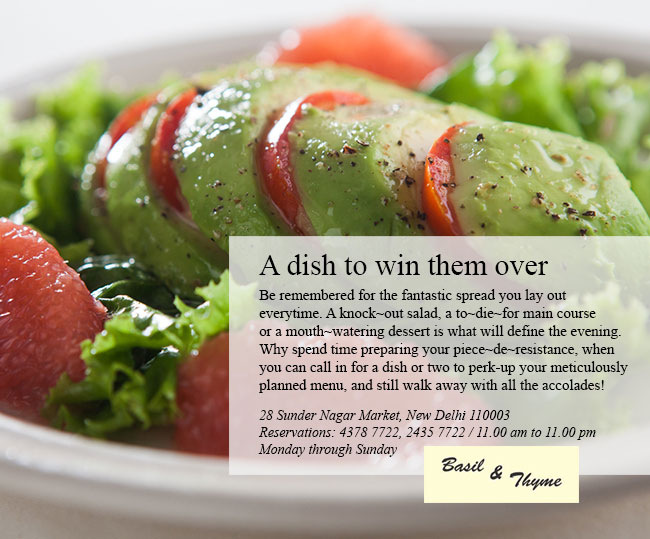 A dish to win them over
Be remembered for the fantastic spread you lay out
everytime. A knock~out salad, a to~die~for main course
or a mouth~watering dessert is what will define the evening.
Why spend time preparing your piece~de~resistance, when
you can call in for a dish or two to perk-up your meticulously
planned menu, and still walk away with all the accolades!
28 Sunder Nagar Market, New Delhi 110003
Reservations: 4378 7722, 2435 7722 / 11.00 am to 11.00 pm
Monday through Sunday
Basil & Thyme